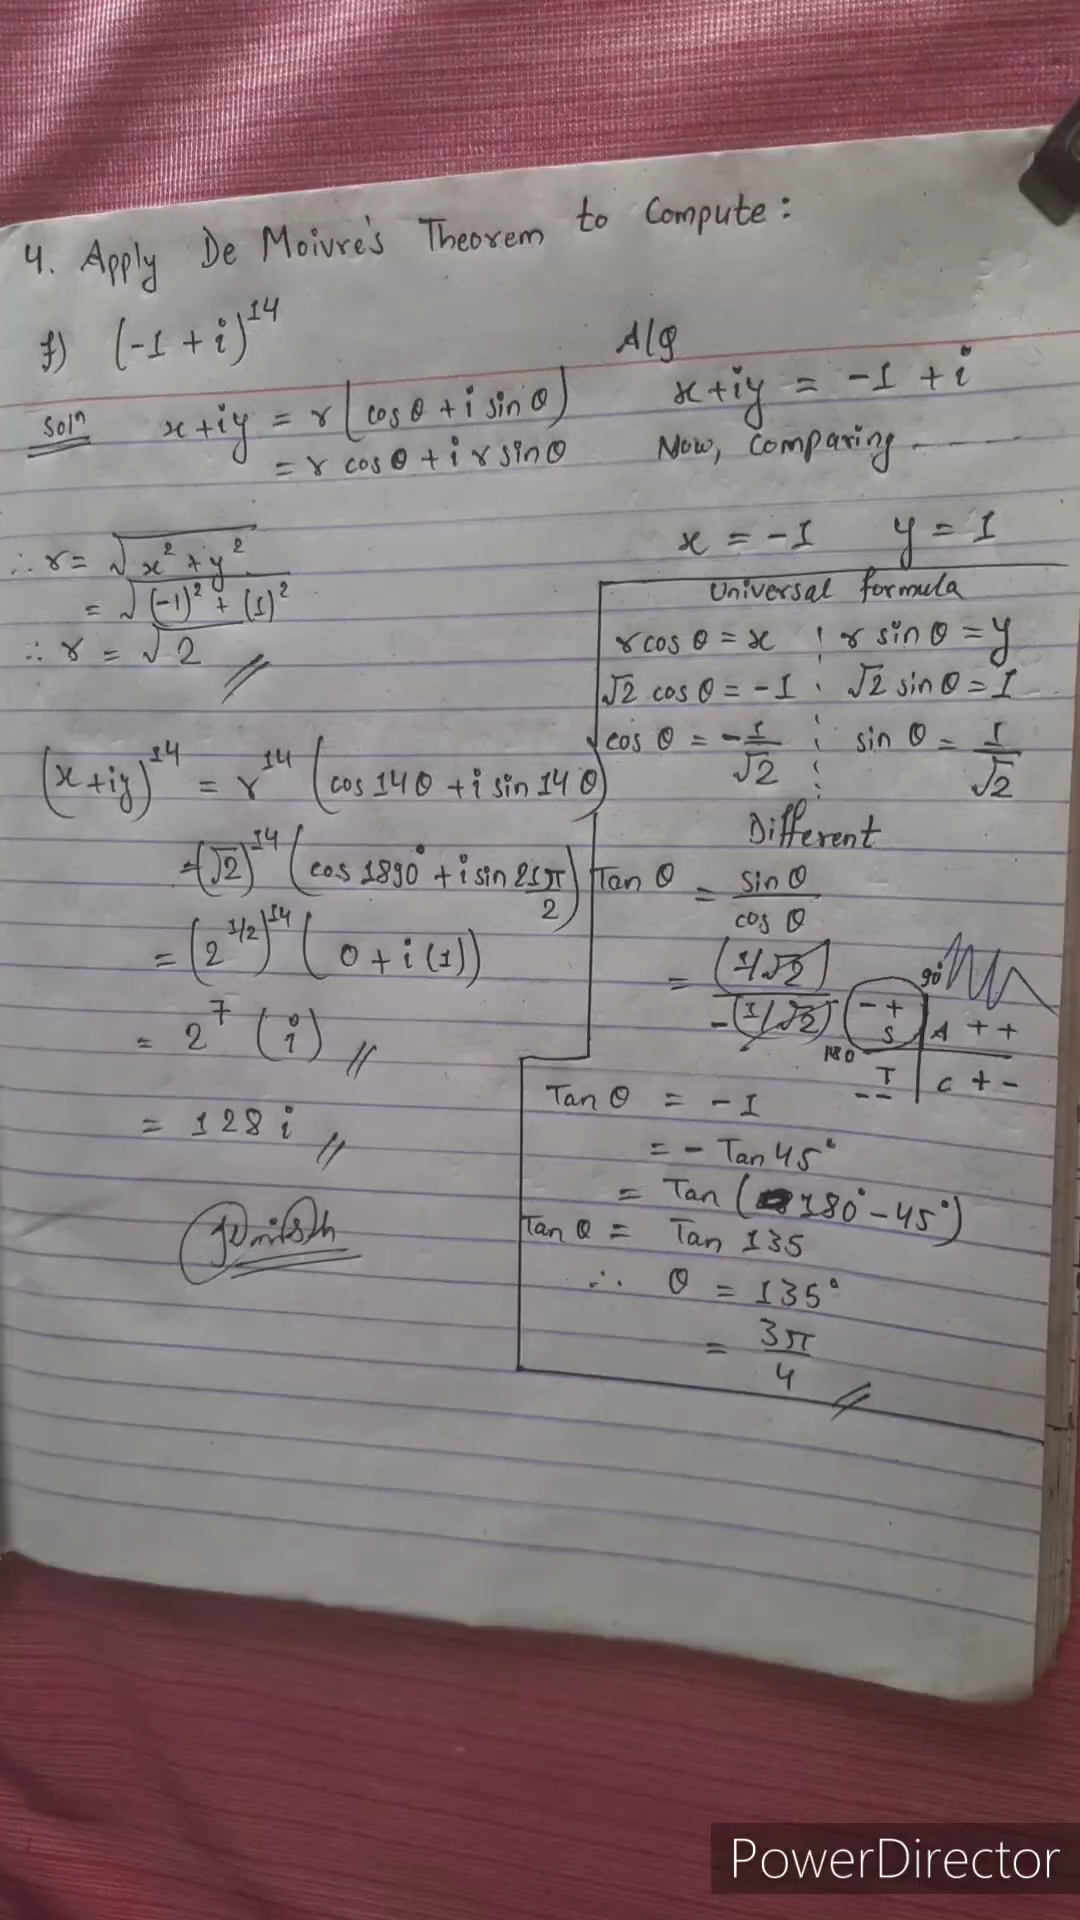 4. Apply De Moivre's Theorem to Compute:
f) (-1 + i)^14
Soln x+iy = r(cos θ + i sin θ)
= r cos θ + i r sin θ
A/Q
x+iy = -1 + i
Now, Comparing
x = -1 y = 1
∴ r = √x² + y²
= √(-1)² + (1)²
∴ r = √2
(x+iy)^14 = r^14 (cos 14θ + i sin 14θ)
= (√2)^14 (cos 1890° + i sin 21π/2)
= (2^1/2)^14 (0 + i(1))
= 2^7 (i)
= 128 i
Universal formula
r cos θ = x ¦ r sin θ = y
√2 cos θ = -1 ¦ √2 sin θ = 1
cos θ = -1/√2 ¦ sin θ = 1/√2
Different
Tan θ = sin θ/cos θ
= (1/√2)/-(1/√2)
90°
- + S A + +
180
- - T C + -
Tan θ = -1
= - Tan 45°
= Tan (180° - 45°)
Tan θ = Tan 135
∴ θ = 135°
= 3π/4
PowerDirector